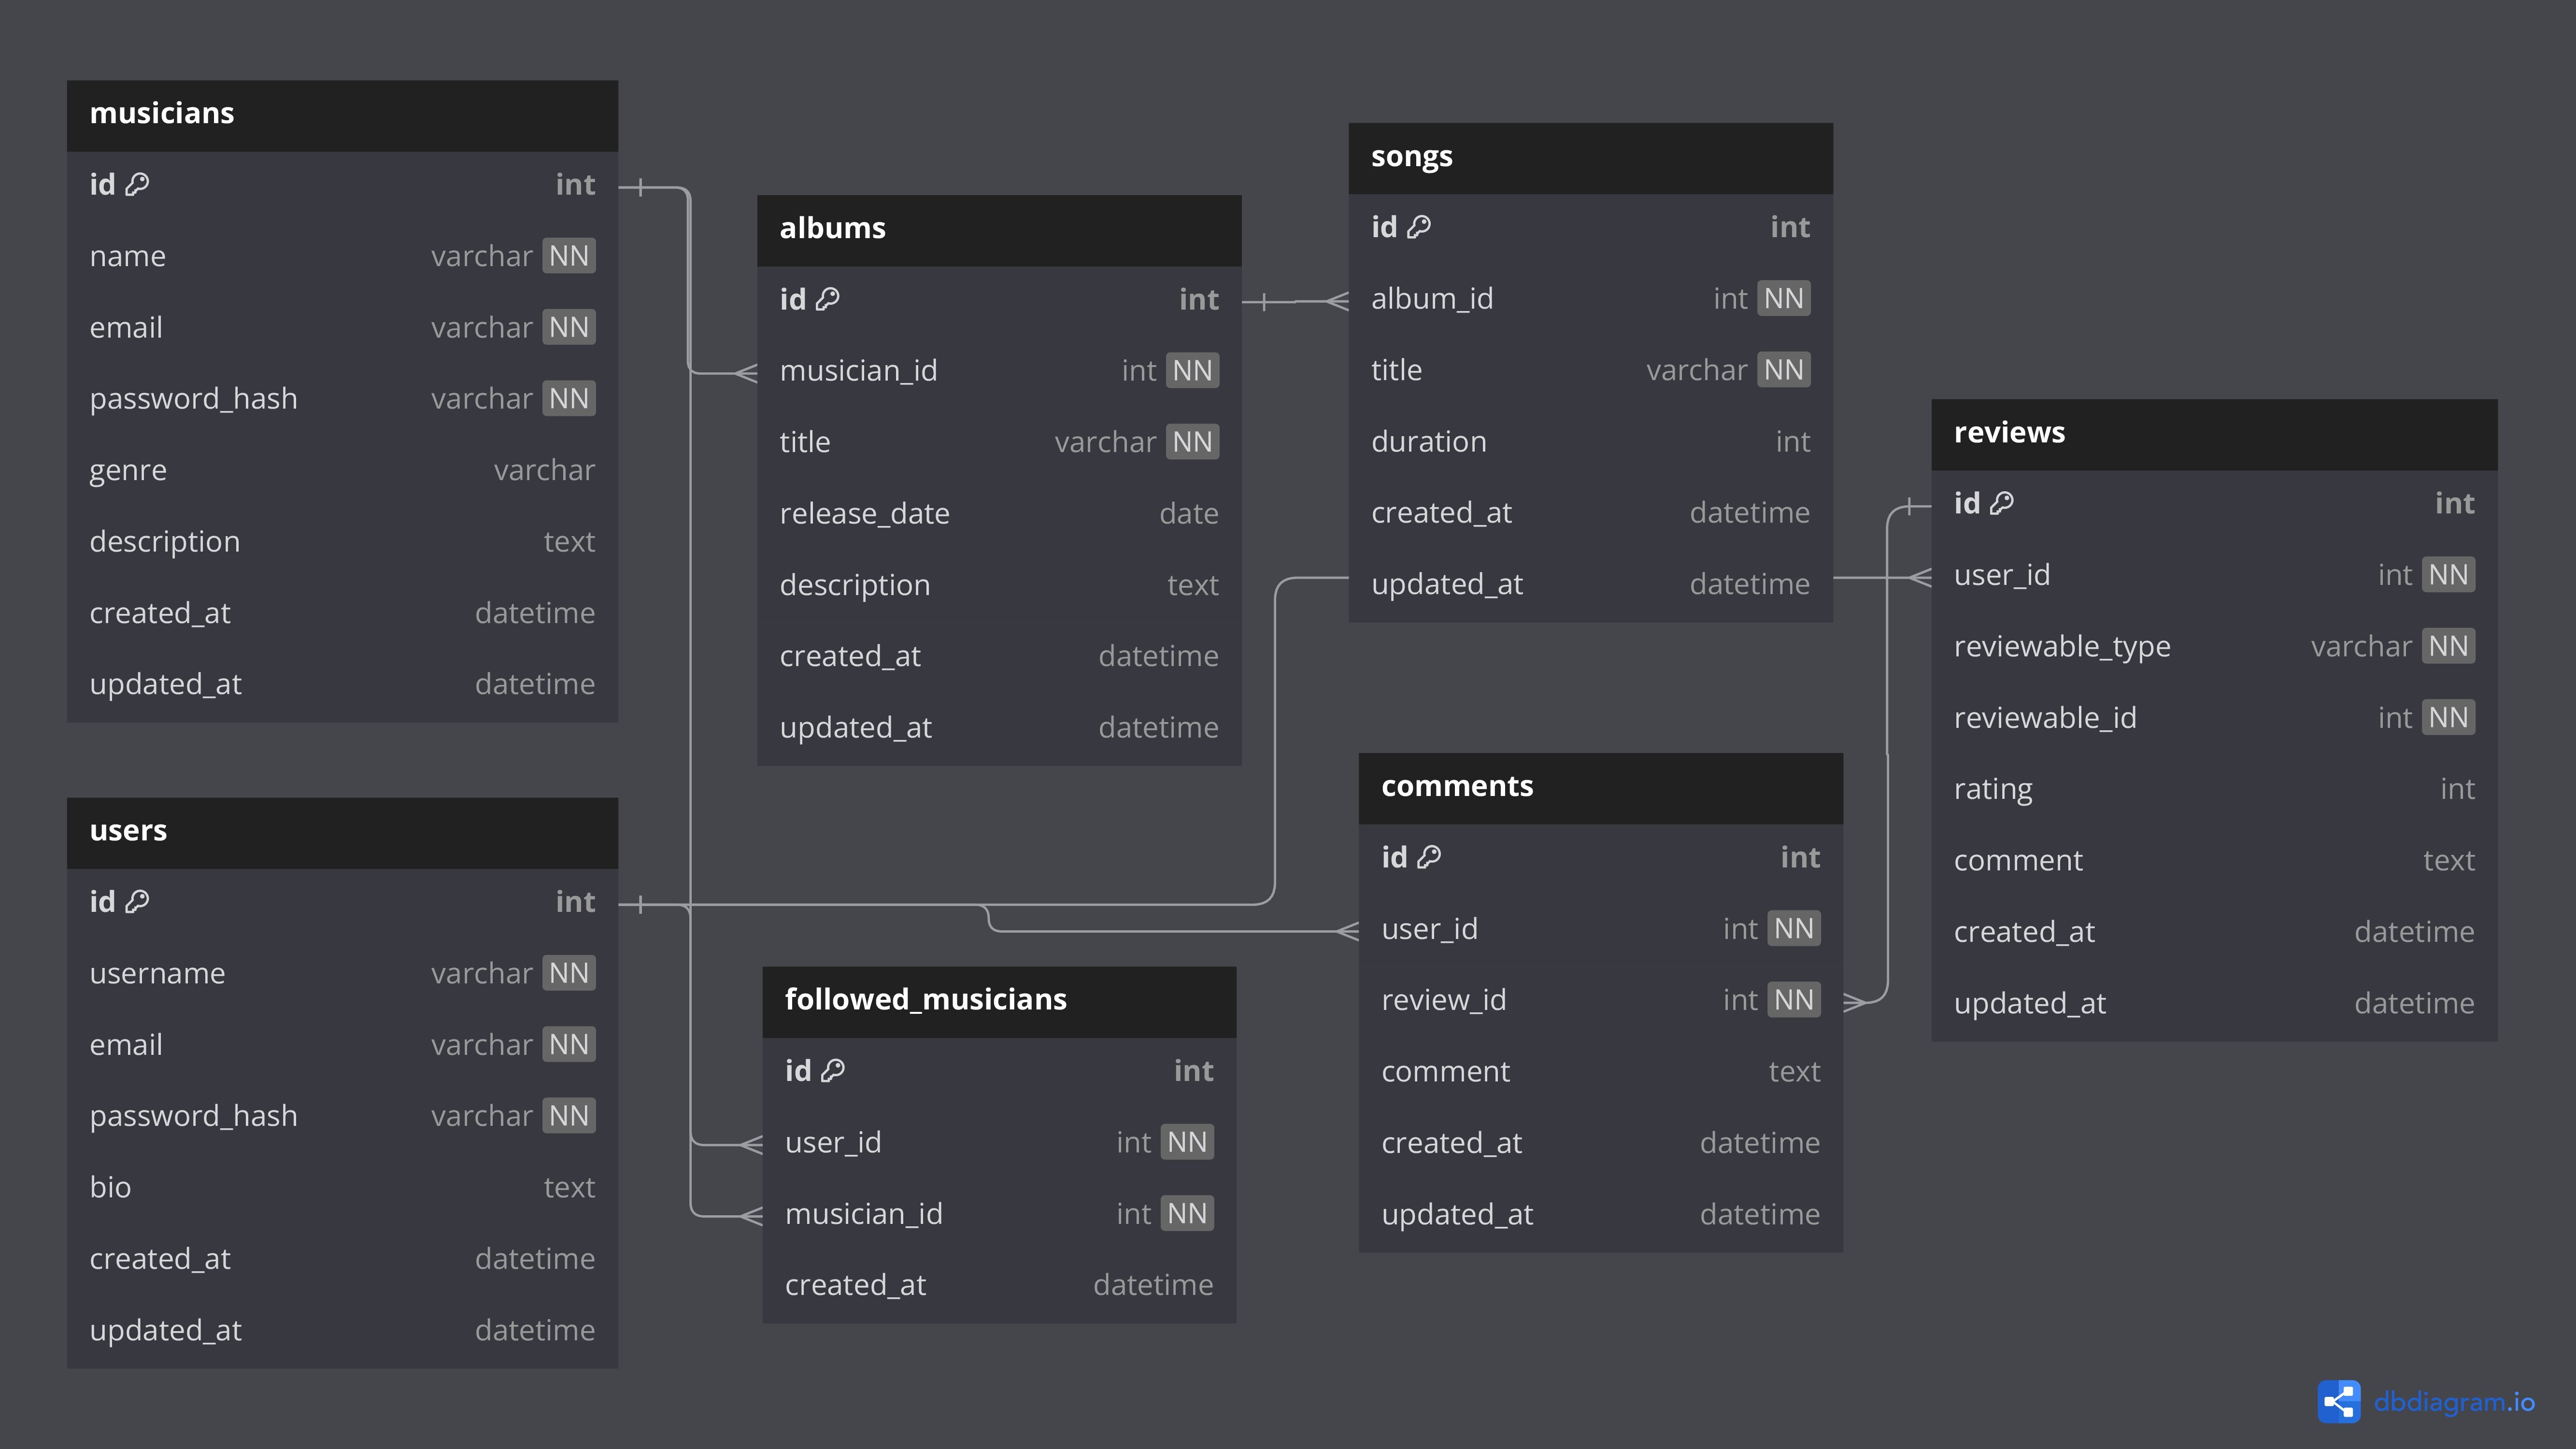 musicians
id int
name varchar NN
email varchar NN
password_hash varchar NN
genre varchar
description text
created_at datetime
updated_at datetime
albums
id int
musician_id int NN
title varchar NN
release_date date
description text
created_at datetime
updated_at datetime
songs
id int
album_id int NN
title varchar NN
duration int
created_at datetime
updated_at datetime
reviews
id int
user_id int NN
reviewable_type varchar NN
reviewable_id int NN
rating int
comment text
created_at datetime
updated_at datetime
users
id int
username varchar NN
email varchar NN
password_hash varchar NN
bio text
created_at datetime
updated_at datetime
followed_musicians
id int
user_id int NN
musician_id int NN
created_at datetime
comments
id int
user_id int NN
review_id int NN
comment text
created_at datetime
updated_at datetime
dbdiagram.io